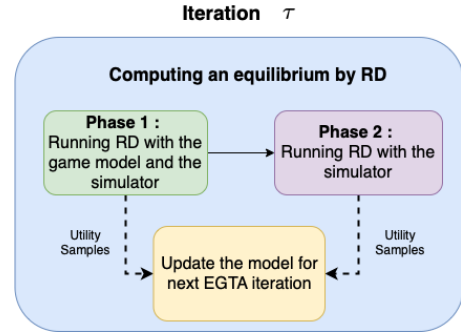 Iteration τ
Computing an equilibrium by RD
Phase 1 :
Running RD with the
game model and the
simulator
Phase 2 :
Running RD with the
simulator
Utility
Samples
Utility
Samples
Update the model for
next EGTA iteration